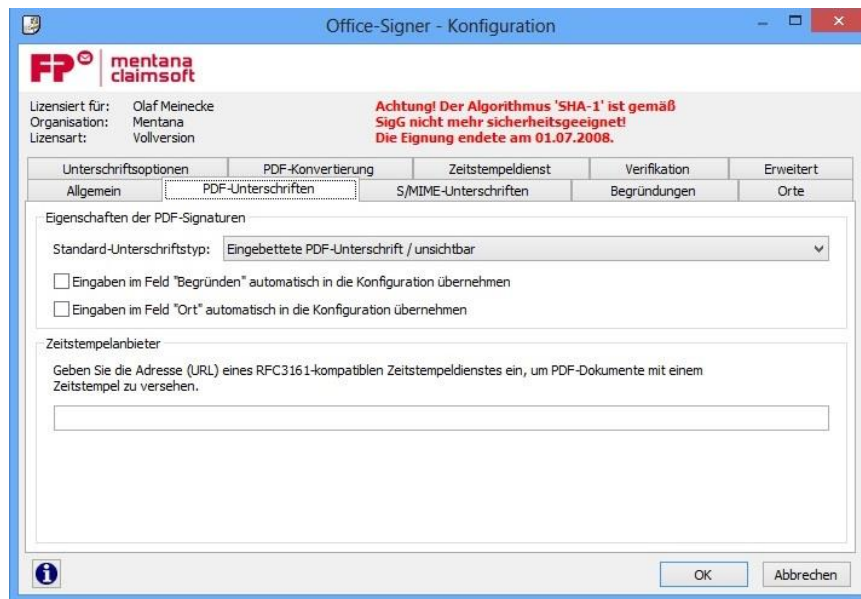 Office-Signer - Konfiguration
FP mentana
claimsoft
Lizensiert für: Olaf Meinecke
Organisation: Mentana
Lizensart: Vollversion
Achtung! Der Algorithmus 'SHA-1' ist gemäß
SigG nicht mehr sicherheitsgeeignet!
Die Eignung endete am 01.07.2008.
Unterschriftsoptionen PDF-Konvertierung Zeitstempeldienst Verifikation Erweitert
Allgemein PDF-Unterschriften S/MIME-Unterschriften Begründungen Orte
Eigenschaften der PDF-Signaturen
Standard-Unterschriftstyp: Eingebettete PDF-Unterschrift / unsichtbar
Eingaben im Feld "Begründen" automatisch in die Konfiguration übernehmen
Eingaben im Feld "Ort" automatisch in die Konfiguration übernehmen
Zeitstempelanbieter
Geben Sie die Adresse (URL) eines RFC3161-kompatiblen Zeitstempeldienstes ein, um PDF-Dokumente mit einem
Zeitstempel zu versehen.
OK Abbrechen